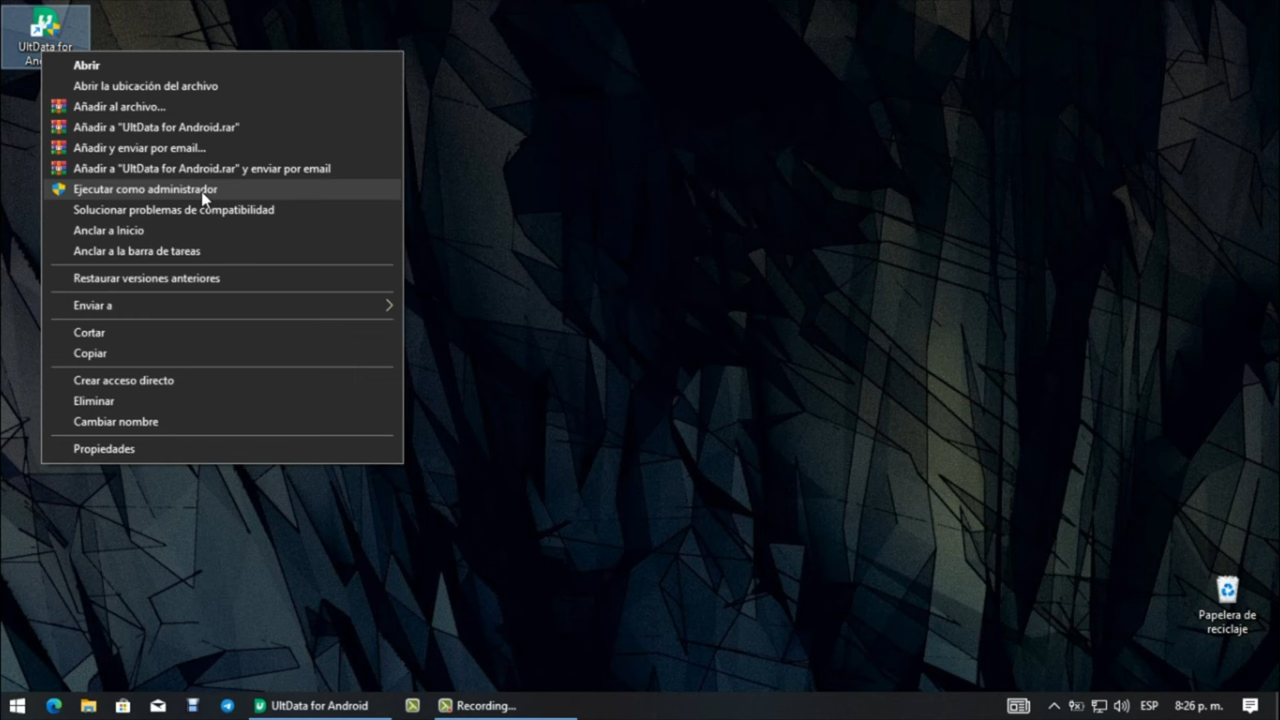 UltData for
An
Abrir
Abrir la ubicación del archivo
Añadir al archivo...
Añadir a "UltData for Android.rar"
Añadir y enviar por email...
Añadir a "UltData for Android.rar" y enviar por email
Ejecutar como administrador
Solucionar problemas de compatibilidad
Anclar a Inicio
Anclar a la barra de tareas
Restaurar versiones anteriores
Enviar a
Cortar
Copiar
Crear acceso directo
Eliminar
Cambiar nombre
Propiedades
Papelera de
reciclaje
UltData for Android
Recording...
ESP
8:26 p. m.